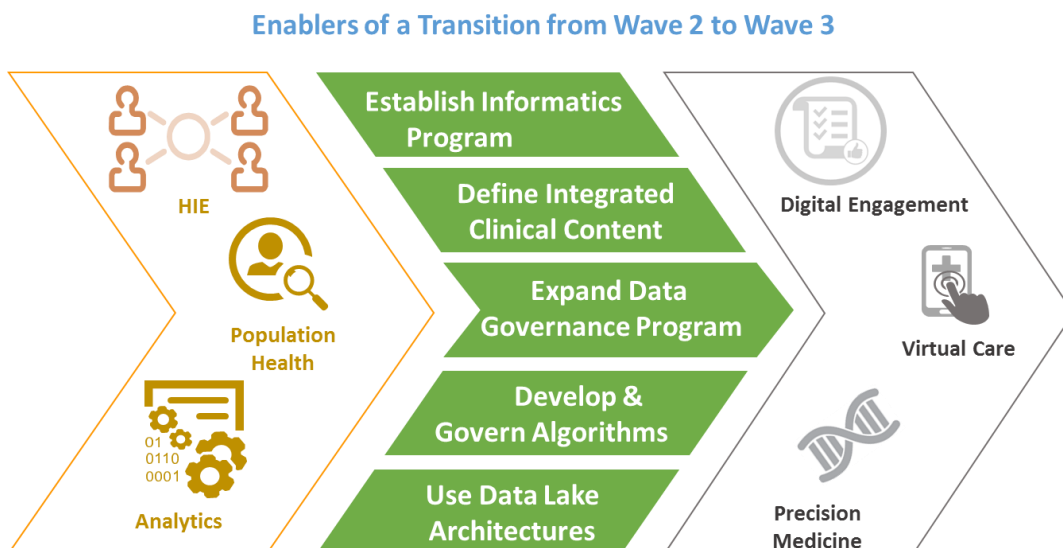 Enablers of a Transition from Wave 2 to Wave 3
HIE
Population
Health
01
0110
0001
Analytics
Establish Informatics
Program
Define Integrated
Clinical Content
Expand Data
Governance Program
Develop &
Govern Algorithms
Use Data Lake
Architectures
Digital Engagement
Virtual Care
Precision
Medicine